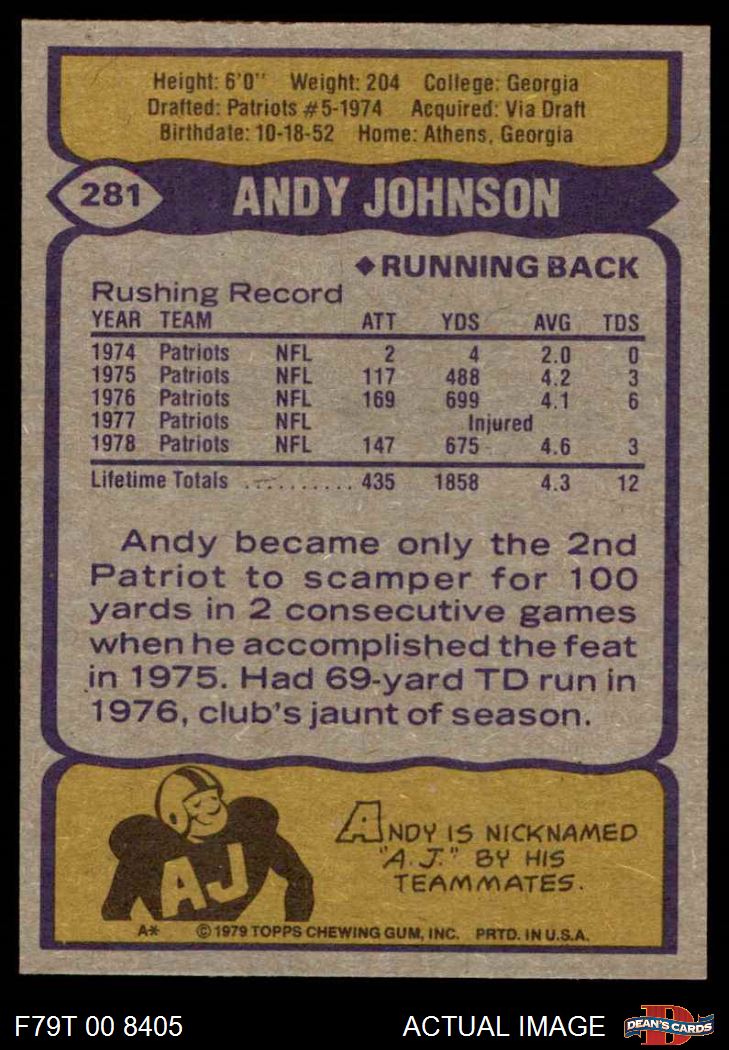 Height: 6'0" Weight: 204 College: Georgia
Drafted: Patriots #5-1974 Acquired: Via Draft
Birthdate: 10-18-52 Home: Athens, Georgia
281 ANDY JOHNSON
◆RUNNING BACK
Rushing Record
YEAR TEAM ATT YDS AVG TDS
1974 Patriots NFL 2 4 2.0 0
1975 Patriots NFL 117 488 4.2 3
1976 Patriots NFL 169 699 4.1 6
1977 Patriots NFL Injured
1978 Patriots NFL 147 675 4.6 3
Lifetime Totals ........... 435 1858 4.3 12
Andy became only the 2nd
Patriot to scamper for 100
yards in 2 consecutive games
when he accomplished the feat
in 1975. Had 69-yard TD run in
1976, club's jaunt of season.
AJ
ANDY IS NICKNAMED
"A.J." BY HIS
TEAMMATES.
A* ©1979 TOPPS CHEWING GUM, INC. PRTD. IN U.S.A.
F79T 00 8405 ACTUAL IMAGE D DEAN'S CARDS